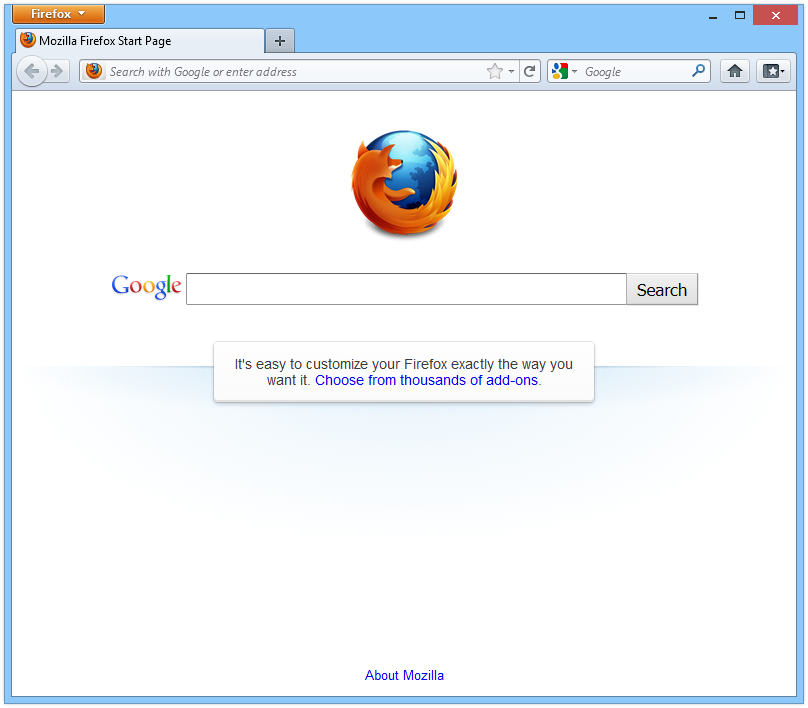 Firefox
Mozilla Firefox Start Page
Search with Google or enter address
Google
Google
Search
It's easy to customize your Firefox exactly the way you
want it. Choose from thousands of add-ons.
About Mozilla